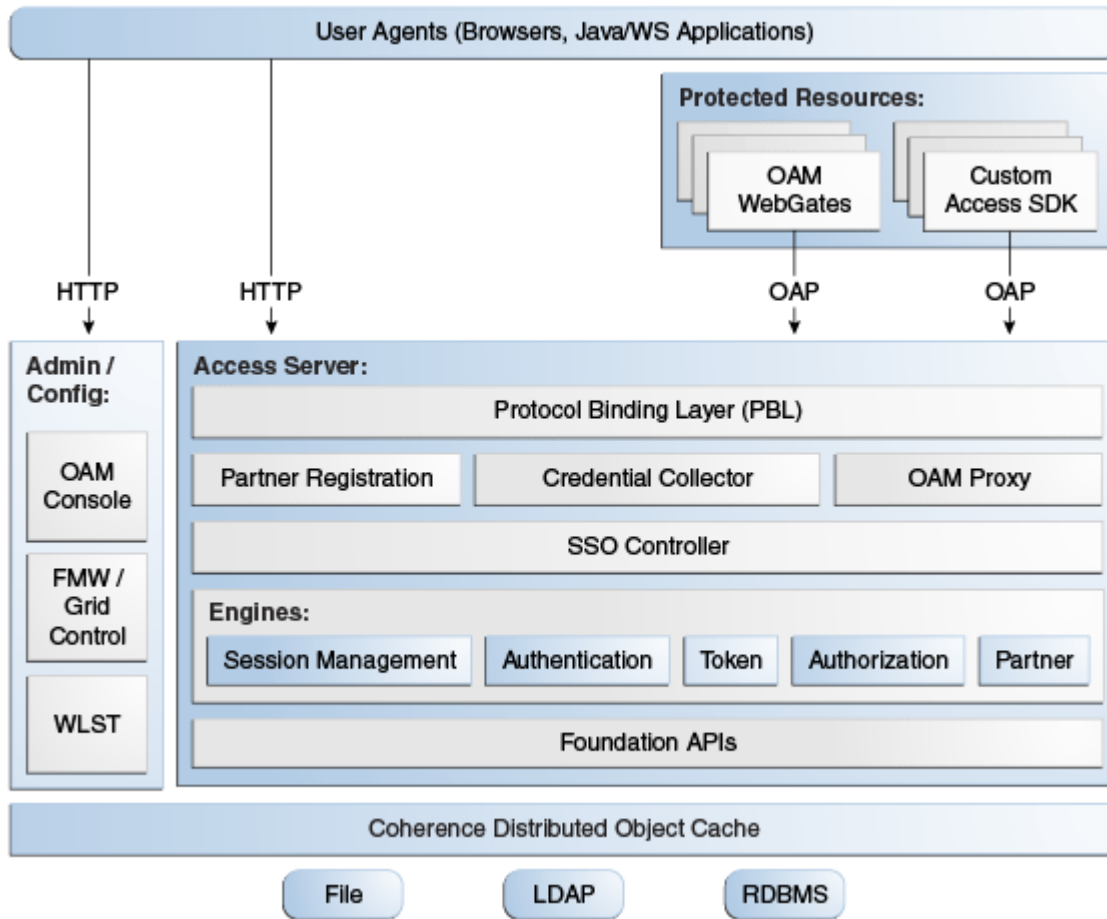 User Agents (Browsers, Java/WS Applications)
Protected Resources:
OAM
WebGates
Custom
Access SDK
HTTP
HTTP
OAP
OAP
Admin /
Config:
OAM
Console
FMW /
Grid
Control
WLST
Access Server:
Protocol Binding Layer (PBL)
Partner Registration
Credential Collector
OAM Proxy
SSO Controller
Engines:
Session Management
Authentication
Token
Authorization
Partner
Foundation APIs
Coherence Distributed Object Cache
File
LDAP
RDBMS